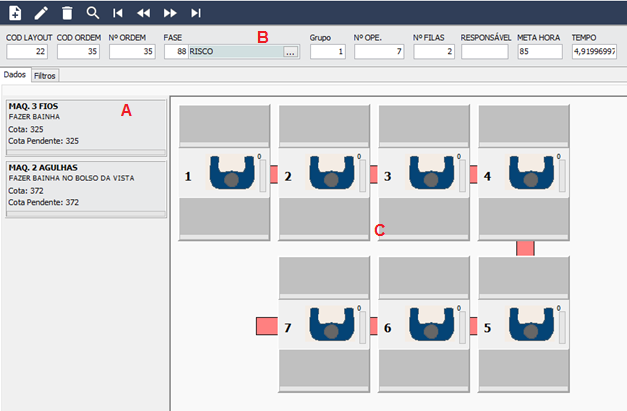 COD LAYOUT COD ORDEM Nº ORDEM FASE B Grupo Nº OPE. Nº FILAS RESPONSÁVEL META HORA TEMPO
22 35 35 88 RISCO ... 1 7 2 85 4,91996997
Dados Filtros
MAQ. 3 FIOS A
FAZER BAINHA
Cota: 325
Cota Pendente: 325
MAQ. 2 AGULHAS
FAZER BAINHA NO BOLSO DA VISTA
Cota: 372
Cota Pendente: 372
0 0 0 0
1 2 3 4
C
0 0 0
7 6 5